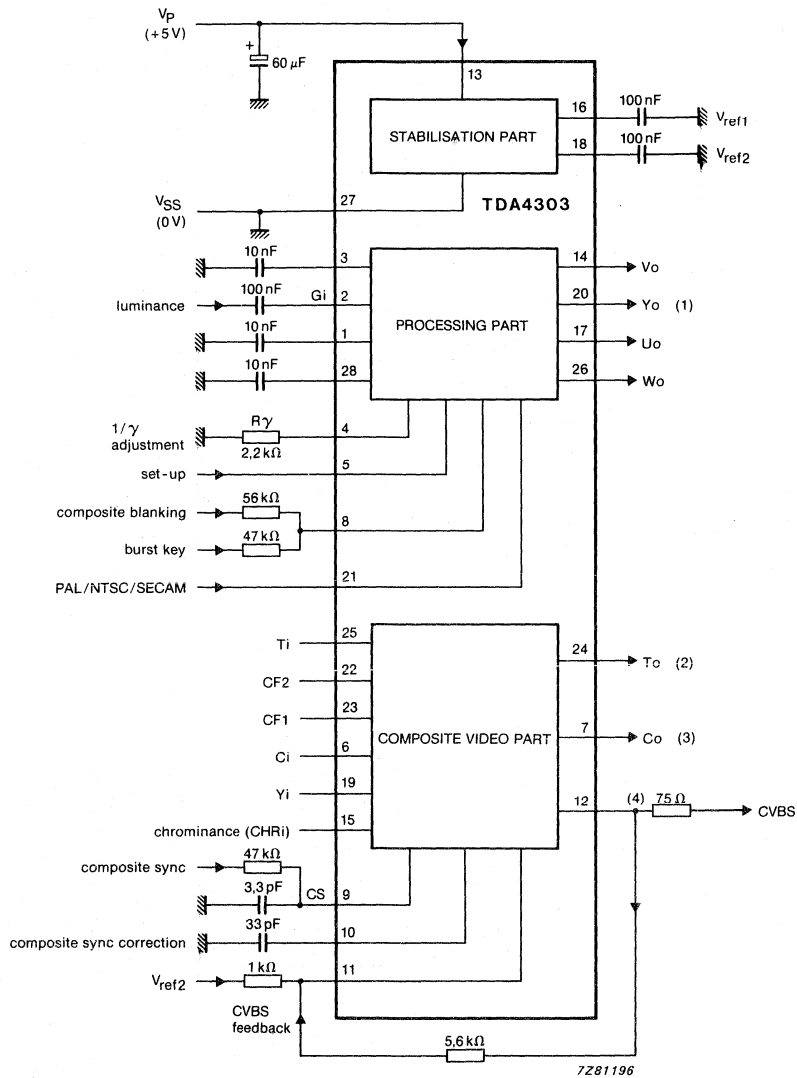 VP
(+5 V)
+
60 µF
13
STABILISATION PART
16
100 nF
Vref1
18
100 nF
Vref2
VSS
(0 V)
27
TDA4303
10 nF
3
luminance
100 nF
Gi
2
10 nF
1
10 nF
28
PROCESSING PART
14
Vo
20
Yo (1)
17
Uo
26
Wo
1/γ
adjustment
Rγ
2,2 kΩ
4
set-up
5
composite blanking
56 kΩ
8
burst key
47 kΩ
PAL/NTSC/SECAM
21
Ti
25
CF2
22
CF1
23
Ci
6
Yi
19
chrominance (CHRi)
15
COMPOSITE VIDEO PART
24
To (2)
7
Co (3)
12
(4)
75 Ω
CVBS
composite sync
47 kΩ
3,3 pF
CS
9
composite sync correction
33 pF
10
Vref2
1 kΩ
11
CVBS
feedback
5,6 kΩ
7Z81196